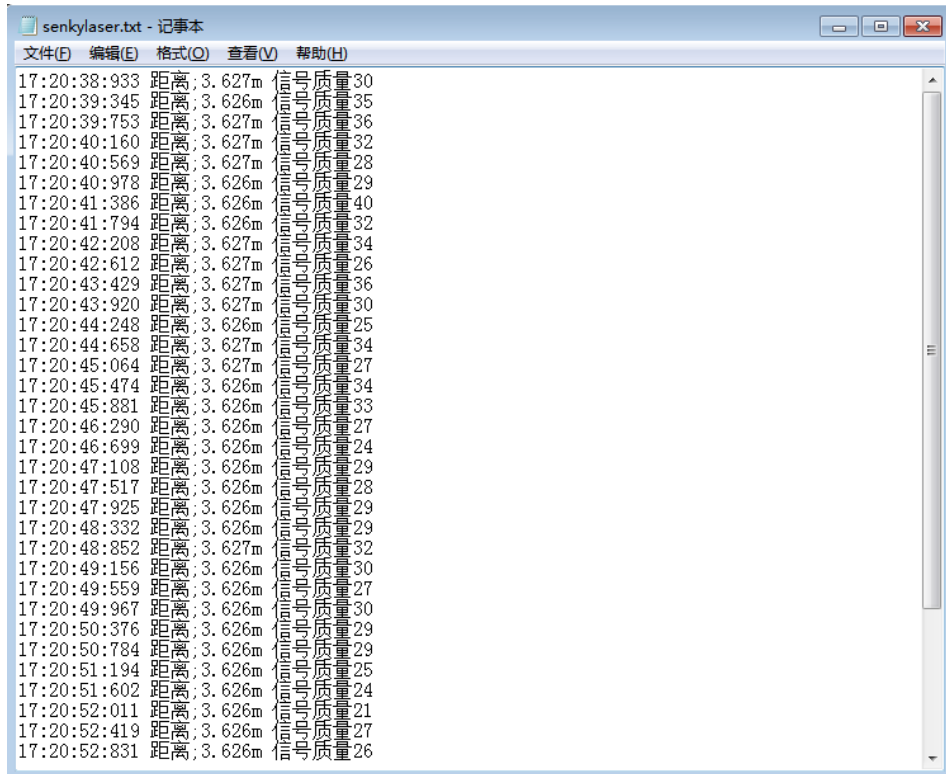 senkylaser.txt - 记事本
文件(F) 编辑(E) 格式(O) 查看(V) 帮助(H)
17:20:38:933 距离;3.627m 信号质量30
17:20:39:345 距离;3.626m 信号质量35
17:20:39:753 距离;3.627m 信号质量36
17:20:40:160 距离;3.627m 信号质量32
17:20:40:569 距离;3.627m 信号质量28
17:20:40:978 距离;3.626m 信号质量29
17:20:41:386 距离;3.626m 信号质量40
17:20:41:794 距离;3.626m 信号质量32
17:20:42:208 距离;3.627m 信号质量34
17:20:42:612 距离;3.627m 信号质量26
17:20:43:429 距离;3.627m 信号质量36
17:20:43:920 距离;3.627m 信号质量30
17:20:44:248 距离;3.626m 信号质量25
17:20:44:658 距离;3.627m 信号质量34
17:20:45:064 距离;3.627m 信号质量27
17:20:45:474 距离;3.626m 信号质量34
17:20:45:881 距离;3.626m 信号质量33
17:20:46:290 距离;3.626m 信号质量27
17:20:46:699 距离;3.626m 信号质量24
17:20:47:108 距离;3.626m 信号质量29
17:20:47:517 距离;3.626m 信号质量28
17:20:47:925 距离;3.626m 信号质量29
17:20:48:332 距离;3.626m 信号质量29
17:20:48:852 距离;3.627m 信号质量32
17:20:49:156 距离;3.626m 信号质量30
17:20:49:559 距离;3.626m 信号质量27
17:20:49:967 距离;3.626m 信号质量30
17:20:50:376 距离;3.626m 信号质量29
17:20:50:784 距离;3.626m 信号质量29
17:20:51:194 距离;3.626m 信号质量25
17:20:51:602 距离;3.626m 信号质量24
17:20:52:011 距离;3.626m 信号质量21
17:20:52:419 距离;3.626m 信号质量27
17:20:52:831 距离;3.626m 信号质量26